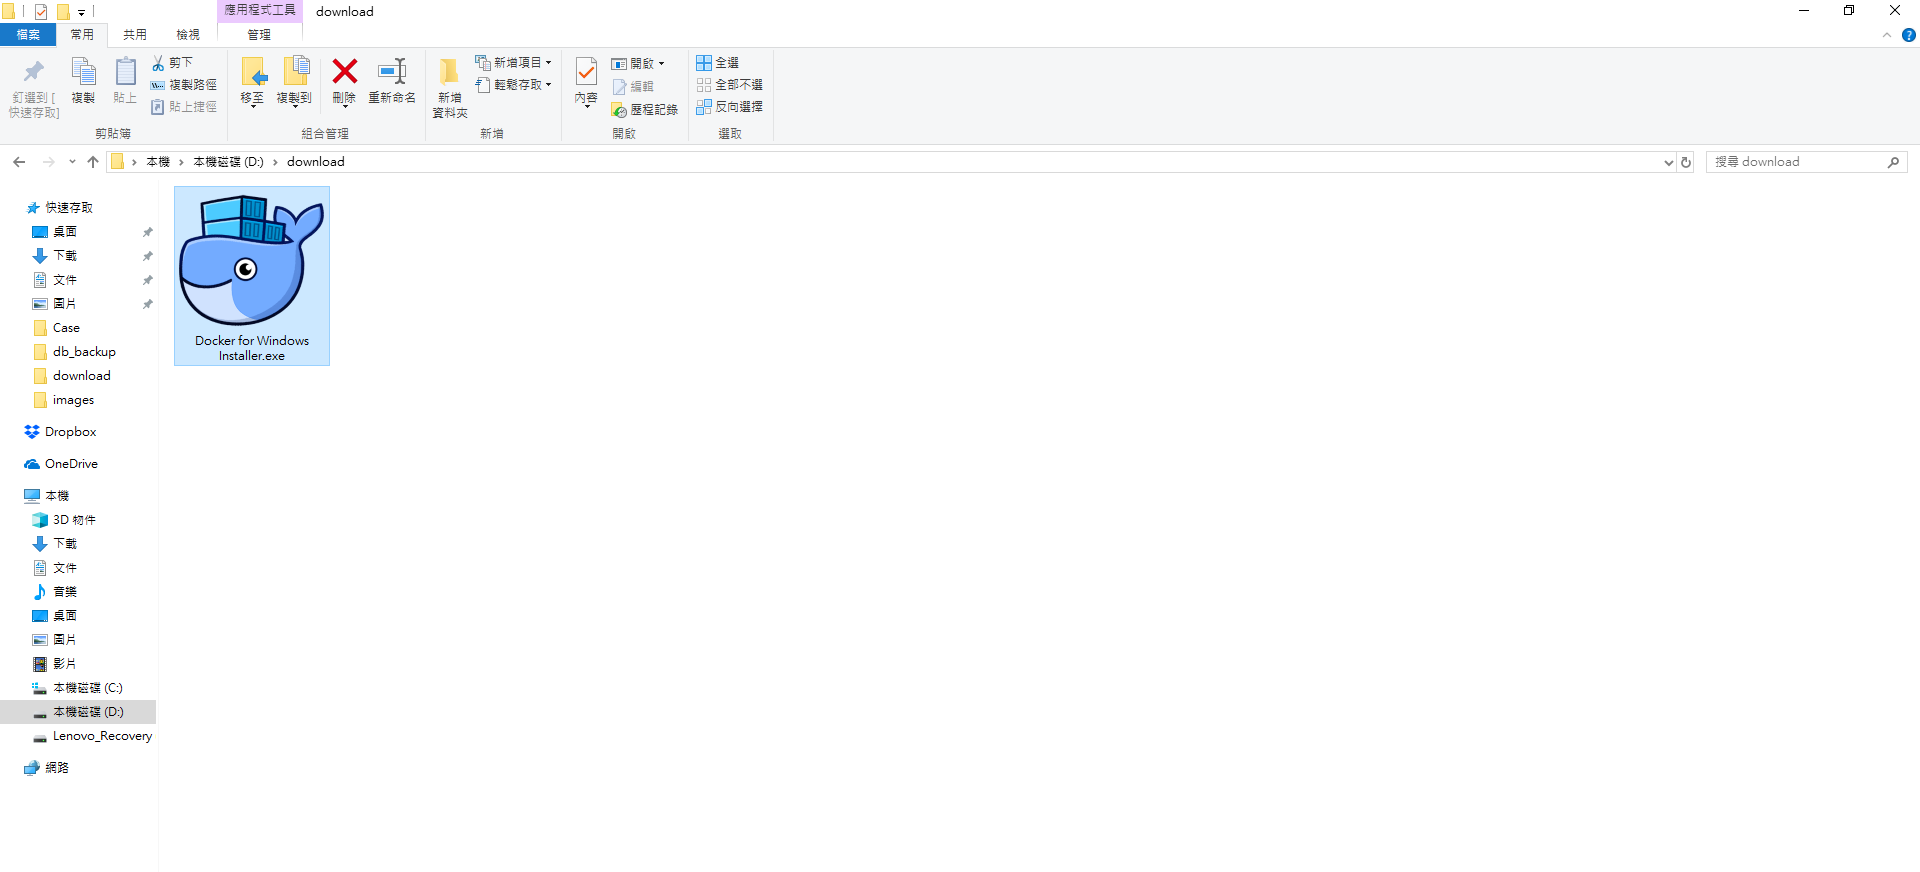 應用程式工具
download
檔案
常用
共用
檢視
管理
釘選到 [
快速存取]
複製
貼上
剪下
複製路徑
貼上捷徑
剪貼簿
移至
複製到
刪除
重新命名
組合管理
新增
資料夾
新增項目
輕鬆存取
新增
內容
開啟
編輯
歷程記錄
開啟
全選
全部不選
反向選擇
選取
本機
本機磁碟 (D:)
download
搜尋 download
快速存取
桌面
下載
文件
圖片
Case
db_backup
download
images
Dropbox
OneDrive
本機
3D 物件
下載
文件
音樂
桌面
圖片
影片
本機磁碟 (C:)
本機磁碟 (D:)
Lenovo_Recovery
網路
Docker for Windows
Installer.exe